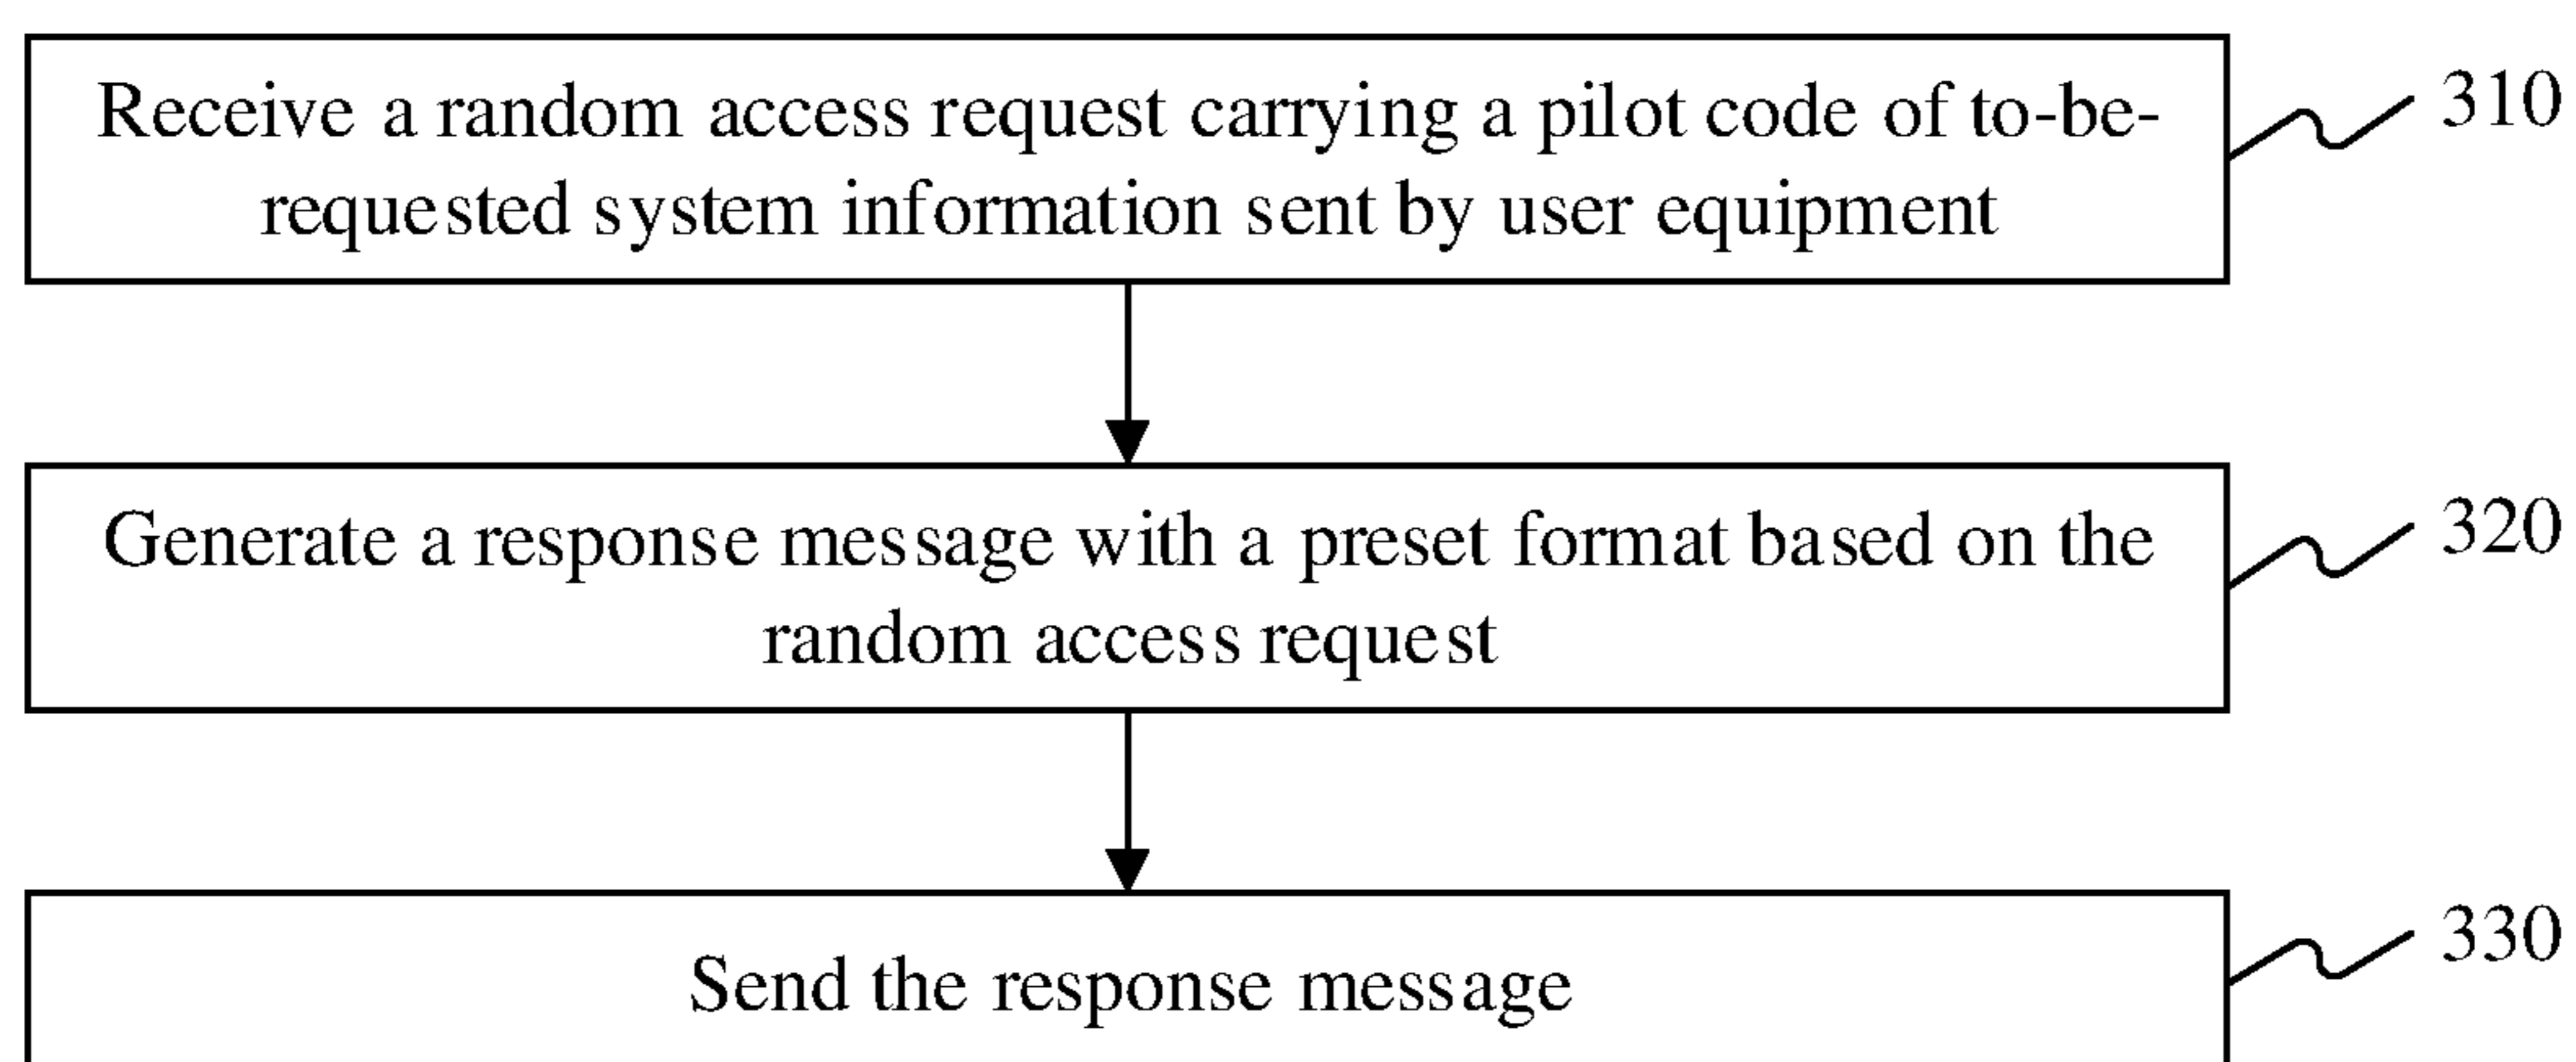 Receive a random access request carrying a pilot code of to-be-
requested system information sent by user equipment
310
Generate a response message with a preset format based on the
random access request
320
Send the response message
330